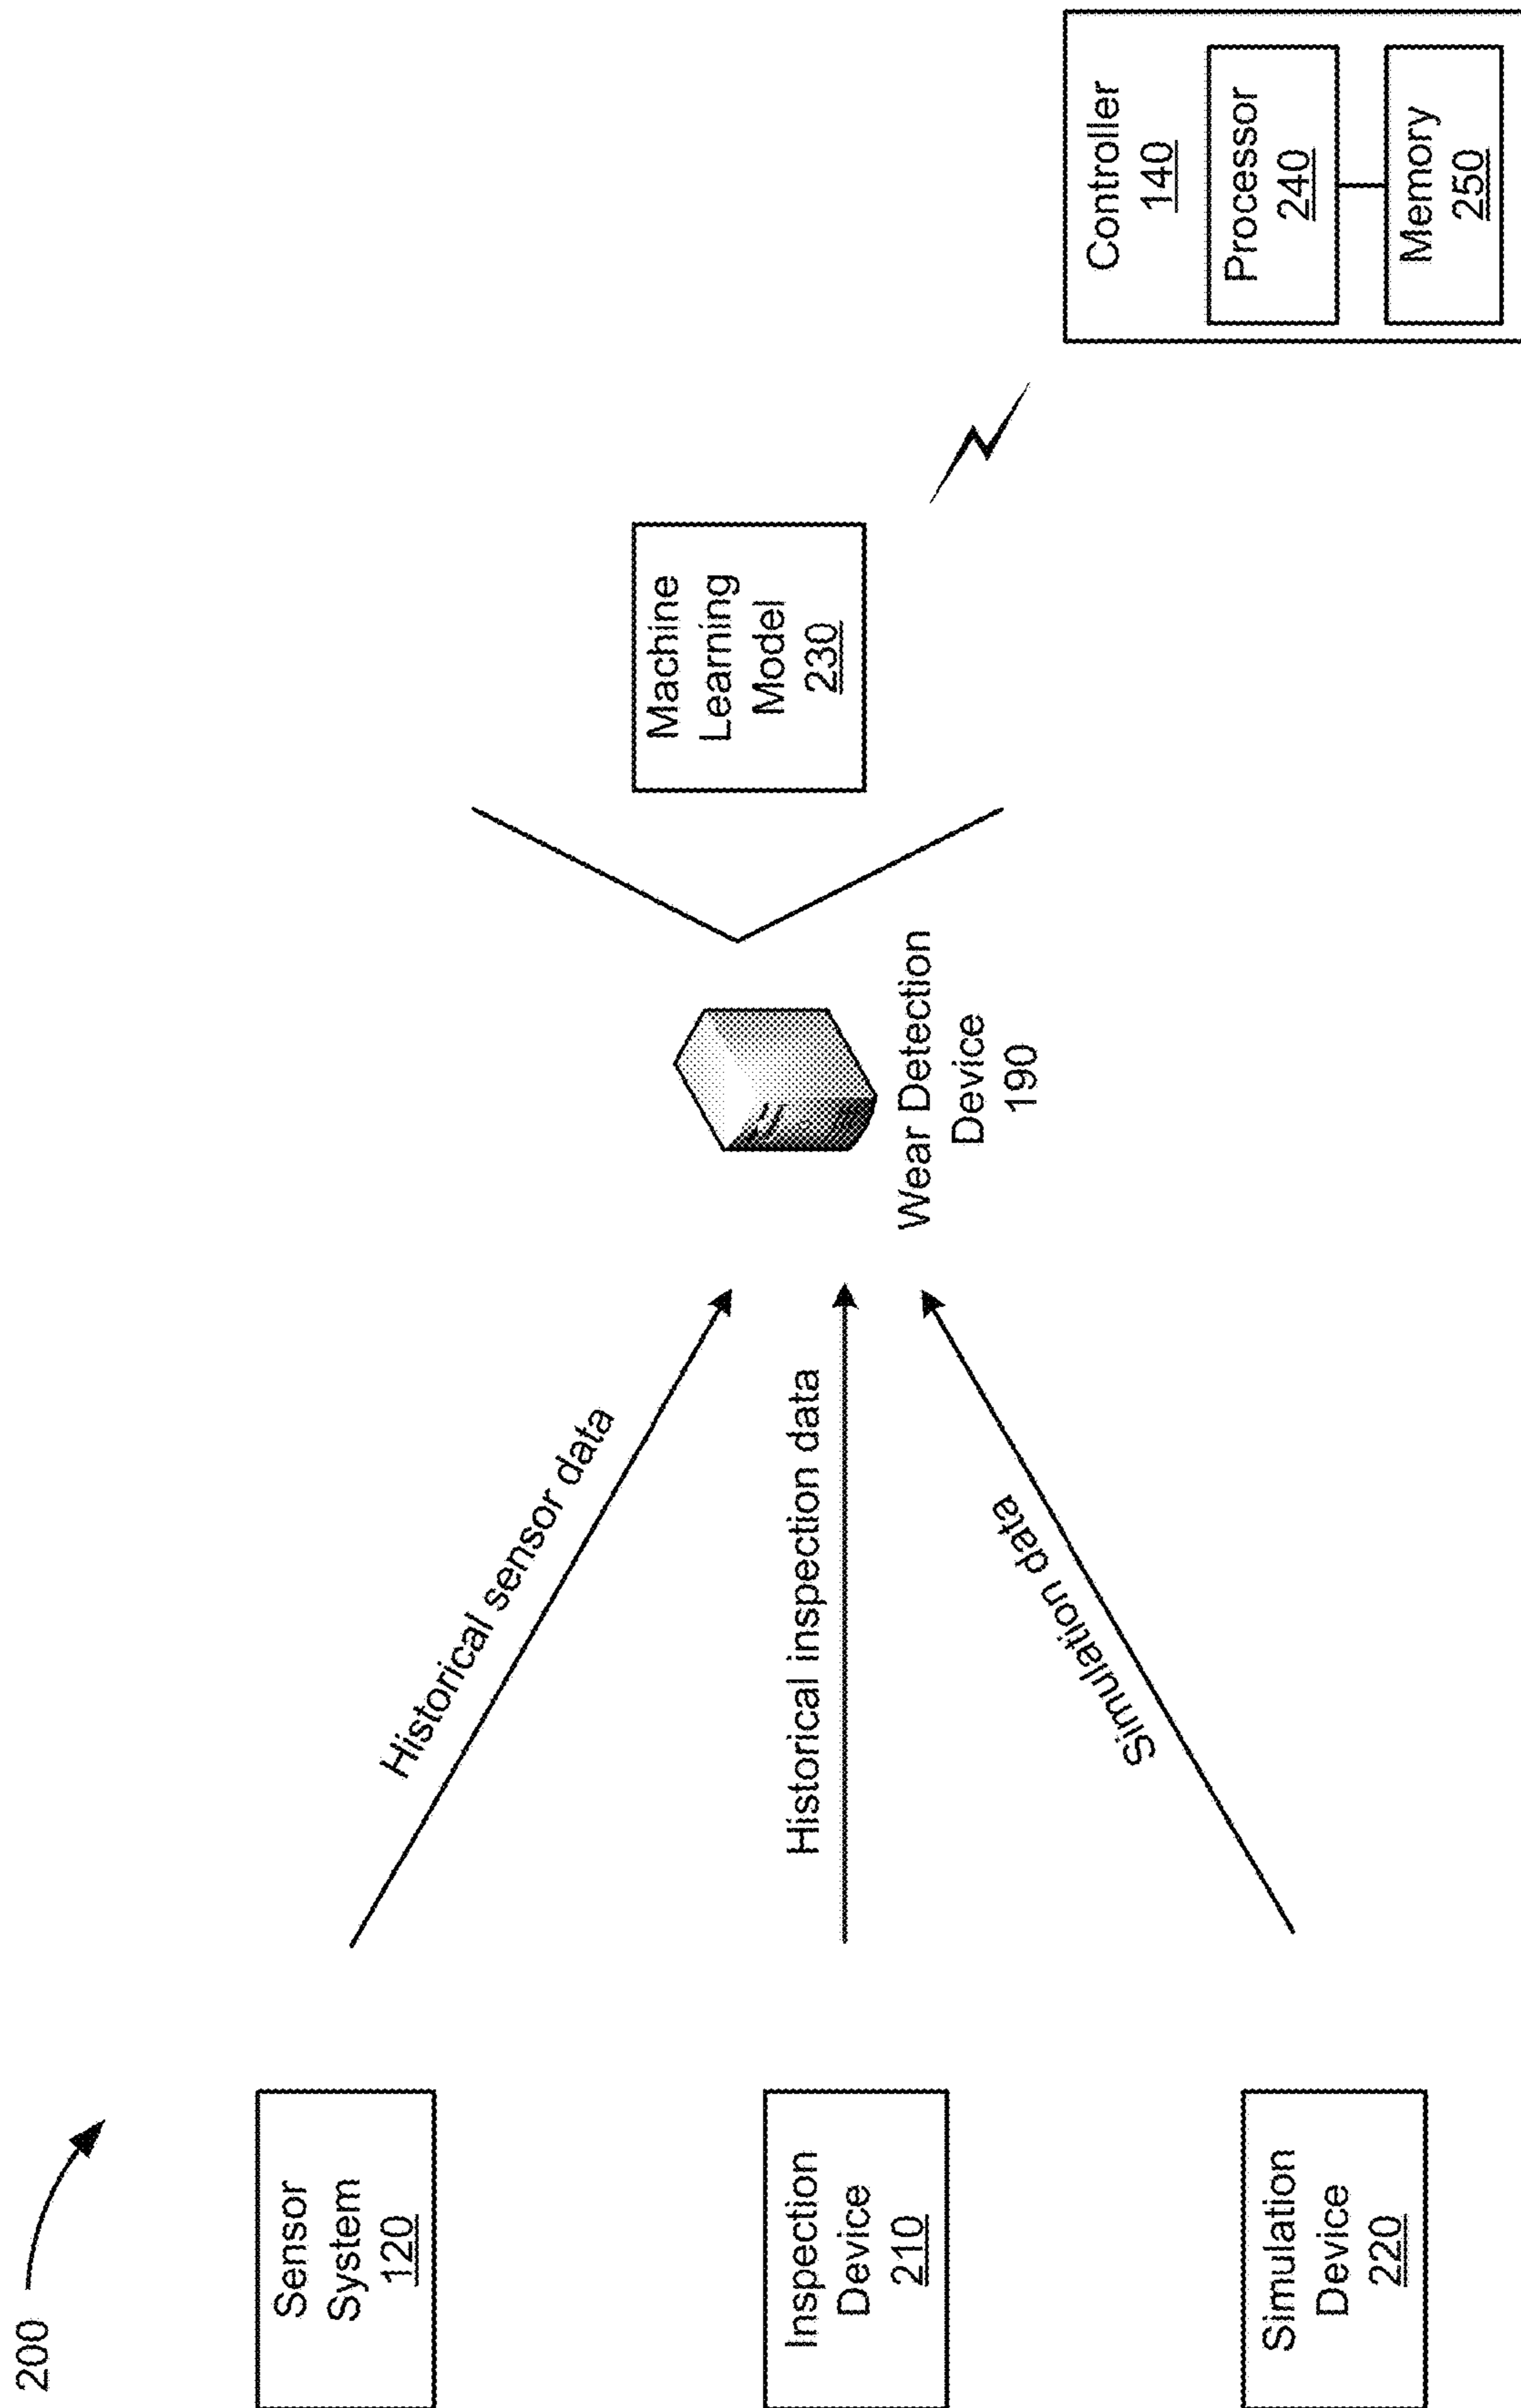 200
Sensor
System
120
Historical sensor data
Inspection
Device
210
Historical inspection data
Simulation
Device
220
Simulation data
Wear Detection
Device
190
Machine
Learning
Model
230
Controller
140
Processor
240
Memory
250